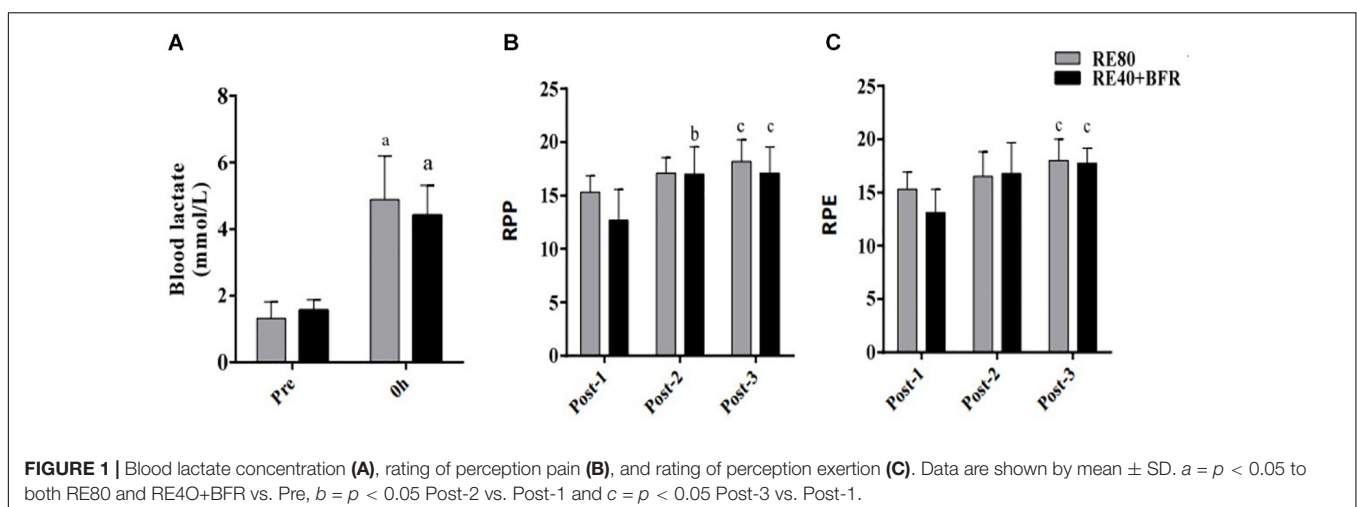 A
B
C
RE80
RE40+BFR
Blood lactate
(mmol/L)
8
6
4
2
0
a
a
Pre
0h
RPP
25
20
15
10
5
0
b
c
c
Post-1
Post-2
Post-3
RPE
25
20
15
10
5
0
c
c
Post-1
Post-2
Post-3
FIGURE 1 | Blood lactate concentration (A), rating of perception pain (B), and rating of perception exertion (C). Data are shown by mean ± SD. a = p < 0.05 to
both RE80 and RE4O+BFR vs. Pre, b = p < 0.05 Post-2 vs. Post-1 and c = p < 0.05 Post-3 vs. Post-1.